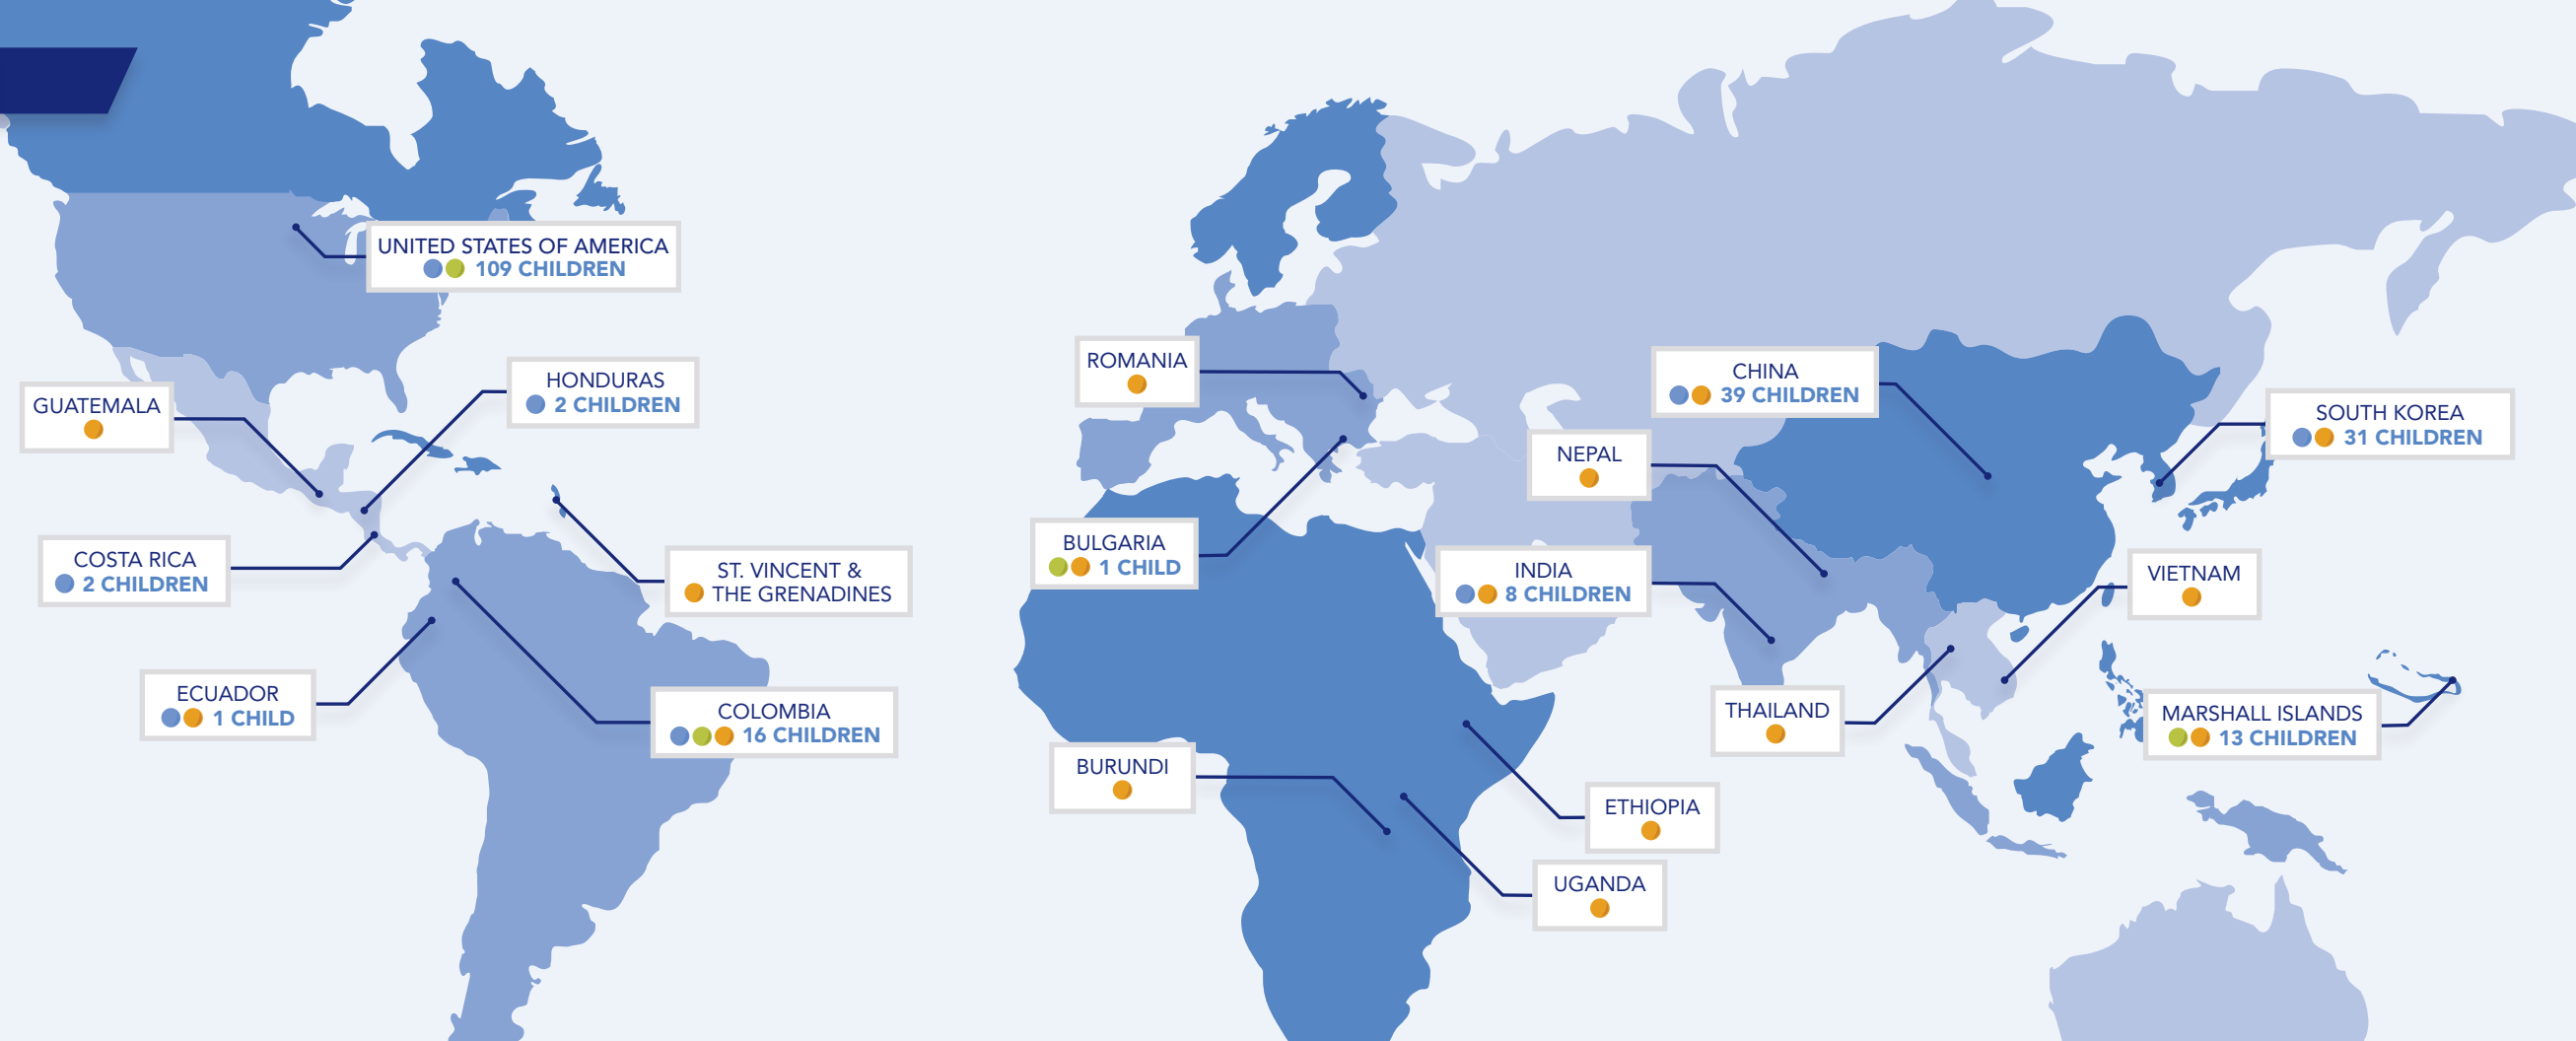 UNITED STATES OF AMERICA
109 CHILDREN
HONDURAS
2 CHILDREN
GUATEMALA
COSTA RICA
2 CHILDREN
ST. VINCENT &
THE GRENADINES
ECUADOR
1 CHILD
COLOMBIA
16 CHILDREN
ROMANIA
BULGARIA
1 CHILD
BURUNDI
ETHIOPIA
UGANDA
CHINA
39 CHILDREN
NEPAL
INDIA
8 CHILDREN
SOUTH KOREA
31 CHILDREN
VIETNAM
THAILAND
MARSHALL ISLANDS
13 CHILDREN